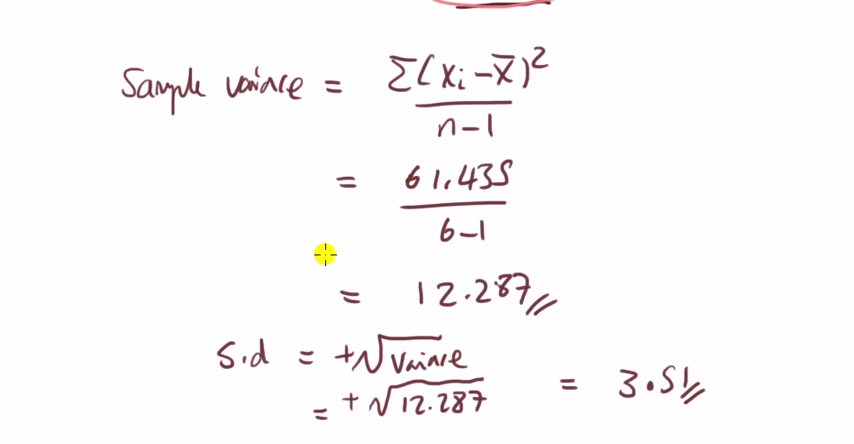 Sample variance = Σ(xi - x̄)²
n-1
= 61.435
6-1
= 12.287
S.d = +√variance
= +√12.287 = 3.51